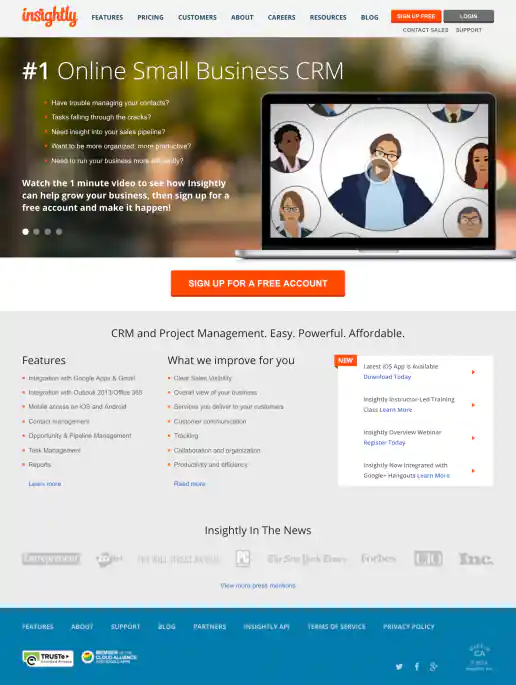 insightly
FEATURES PRICING CUSTOMERS ABOUT CAREERS RESOURCES BLOG
SIGN UP FREE LOGIN
CONTACT SALES SUPPORT
#1 Online Small Business CRM
Have trouble managing your contacts?
Tasks falling through the cracks?
Need insight into your sales pipeline?
Want to be more organized, more productive?
Need to run your business more efficiently?
Watch the 1 minute video to see how Insightly
can help grow your business, then sign up for a
free account and make it happen!
SIGN UP FOR A FREE ACCOUNT
CRM and Project Management. Easy. Powerful. Affordable.
Features
Integration with Google Apps & Gmail
Integration with Outlook 2013/Office 365
Mobile access on iOS and Android
Contact management
Opportunity & Pipeline Management
Task Management
Reports
Learn more
What we improve for you
Clear Sales Visibility
Overall view of your business
Services you deliver to your customers
Customer communication
Tracking
Collaboration and organization
Productivity and efficiency
Read more
NEW
Latest iOS App is Available
Download Today
Insightly Instructor-Led Training
Class Learn More
Insightly Overview Webinar
Register Today
Insightly Now Integrated with
Google+ Hangouts Learn More
Insightly In The News
Entrepreneur ZDNet THE WALL STREET JOURNAL PC The New York Times Forbes CIO Inc.
View more press mentions
FEATURES ABOUT SUPPORT BLOG PARTNERS INSIGHTLY API TERMS OF SERVICE PRIVACY POLICY
TRUSTe
Certified Privacy
MEMBER OF THE
CLOUD ALLIANCE
FOR GOOGLE APPS
MADE IN
CA